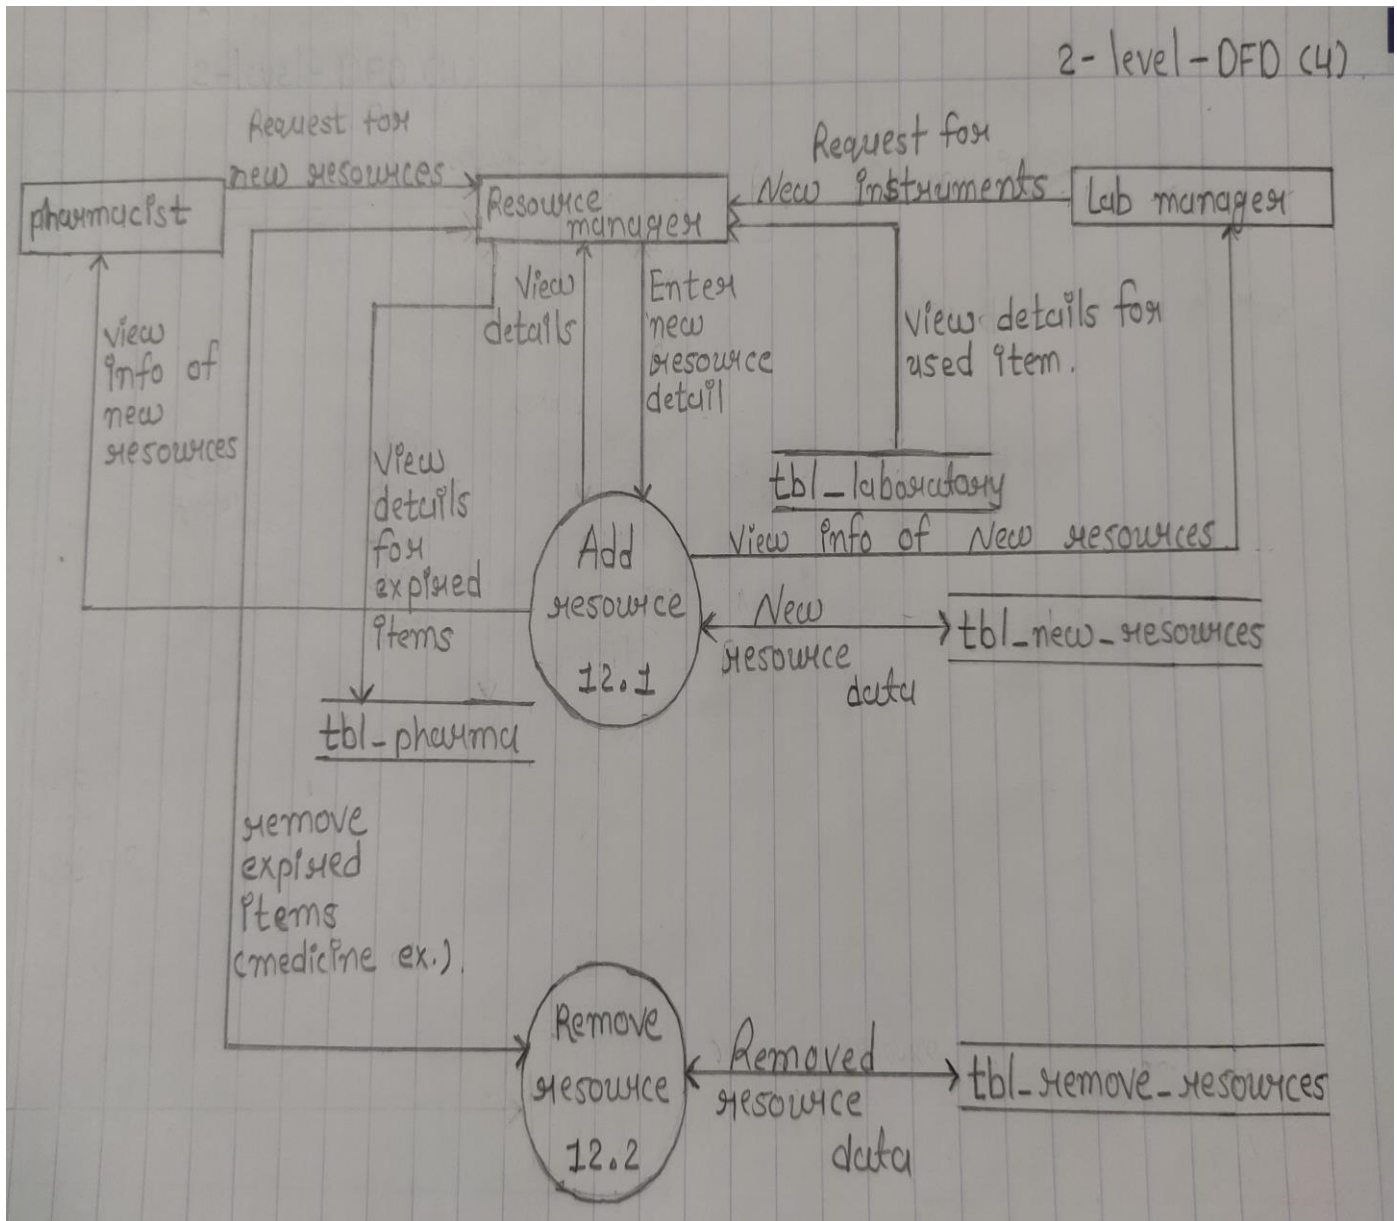 2-level-DFD (4)
Request for
new resources
Request for
New instruments
pharmacist
Resource
manager
Lab manager
View
details
Enter
new
resource
detail
view details for
used item.
view
info of
new
resources
View
details
for
expired
items
tbl_laboratory
View info of New resources
Add
resource
12.1
New
resource
data
tbl_new_resources
tbl_pharma
remove
expired
items
(medicine ex.).
Remove
resource
12.2
Removed
resource
data
tbl_remove_resources